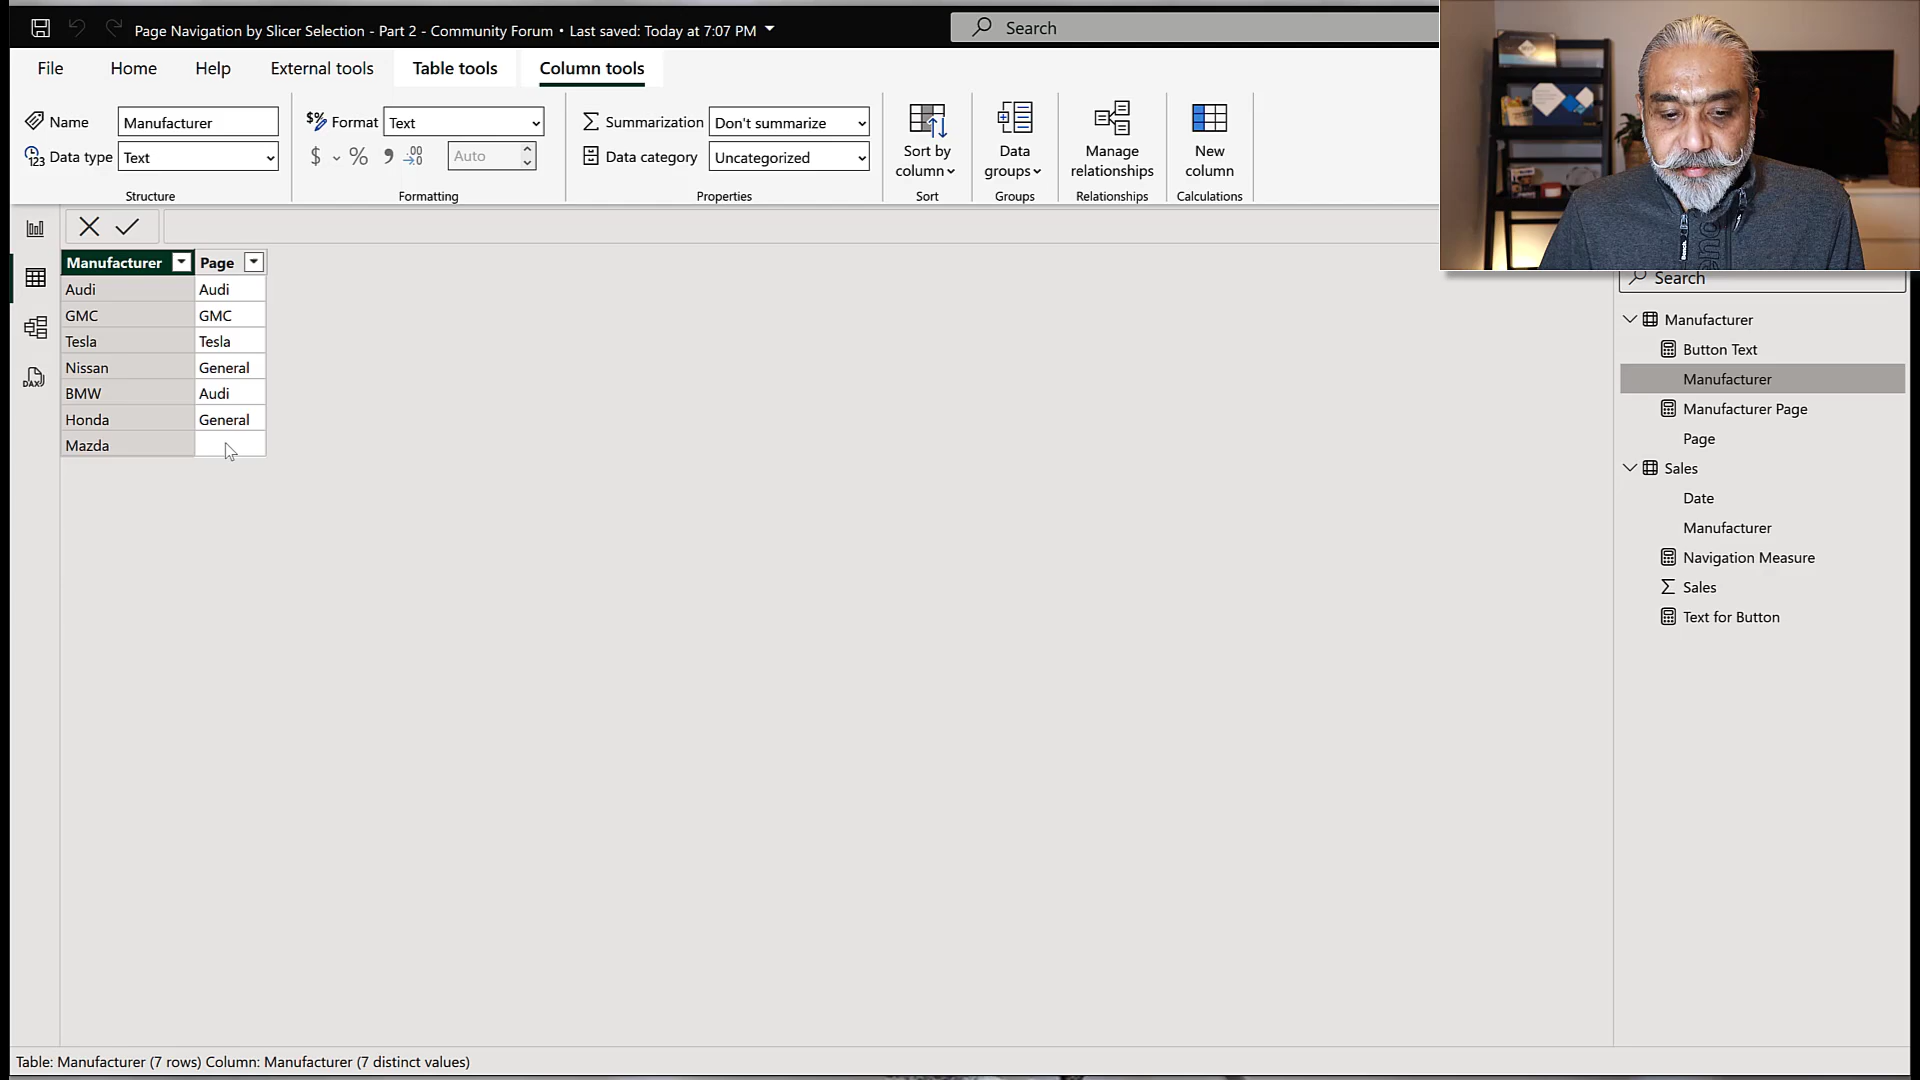 Page Navigation by Slicer Selection - Part 2 - Community Forum • Last saved: Today at 7:07 PM
Search
File
Home
Help
External tools
Table tools
Column tools
Name
Manufacturer
Data type
Text
Structure
$% Format
Text
$ % 9 .00 →.0
Auto
Formatting
Summarization
Don't summarize
Data category
Uncategorized
Properties
Sort by
column
Sort
Data
groups
Groups
Manage
relationships
Relationships
New
column
Calculations
Manufacturer Page
Audi Audi
GMC GMC
Tesla Tesla
Nissan General
BMW Audi
Honda General
Mazda
DAX
Search
Manufacturer
Button Text
Manufacturer
Manufacturer Page
Page
Sales
Date
Manufacturer
Navigation Measure
Sales
Text for Button
Table: Manufacturer (7 rows) Column: Manufacturer (7 distinct values)